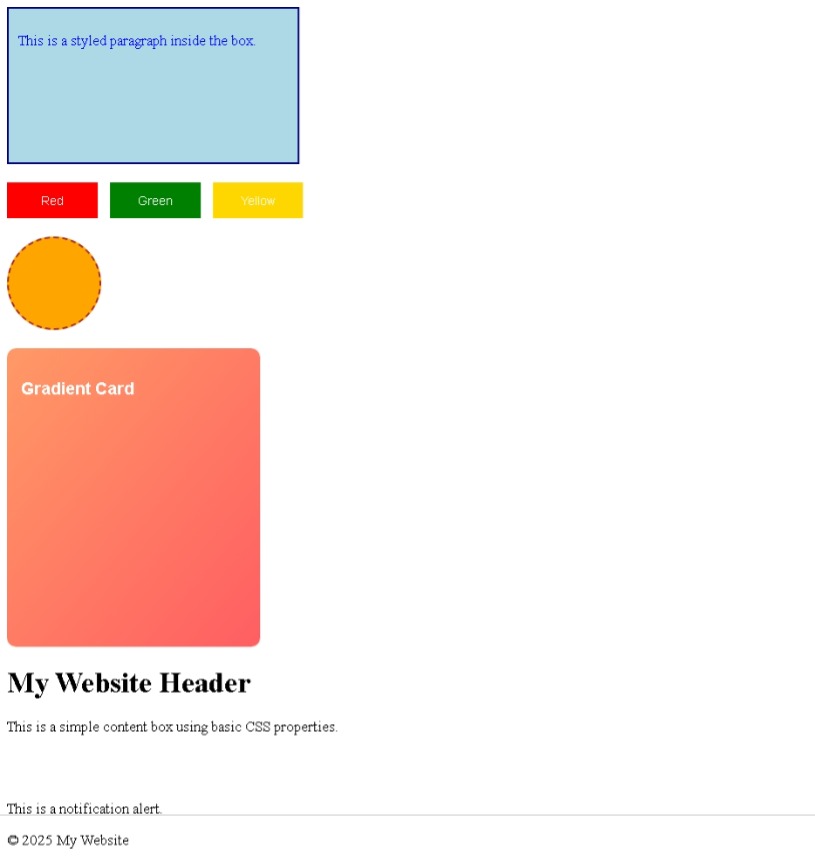 This is a styled paragraph inside the box.
Red
Green
Yellow
Gradient Card
My Website Header
This is a simple content box using basic CSS properties.
This is a notification alert.
© 2025 My Website